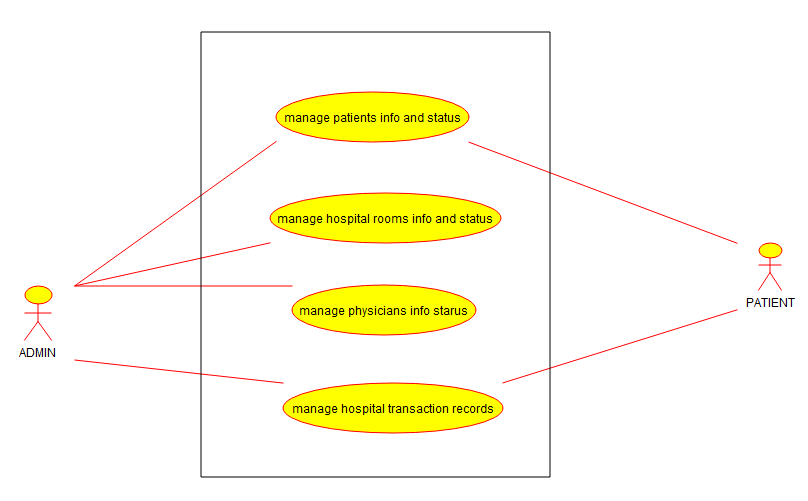 manage patients info and status
manage hospital rooms info and status
manage physicians info starus
manage hospital transaction records
ADMIN
PATIENT